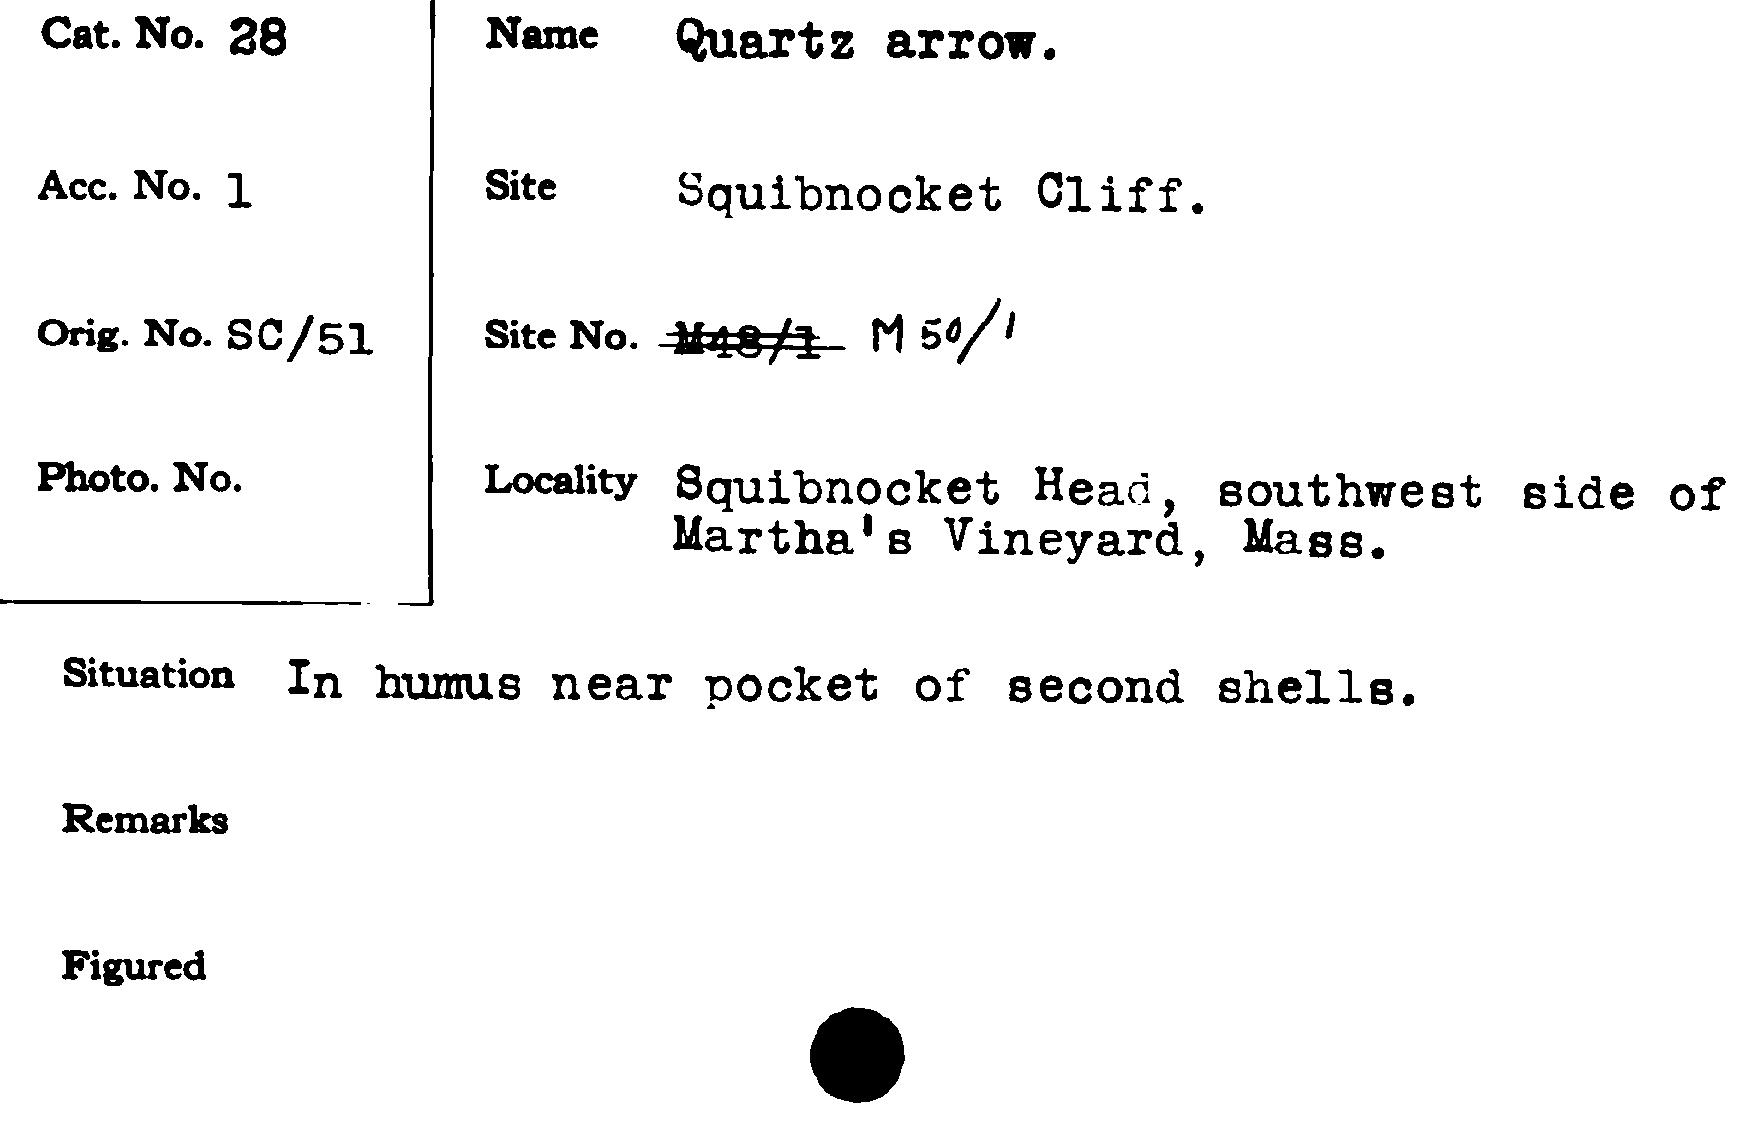 Cat. No. 28
Name Quartz arrow.
Acc. No. 1
Site Squibnocket Cliff.
Orig. No. SC/51
Site No. M48/1 M 50/1
Photo. No.
Locality Squibnocket Head, southwest side of
Martha's Vineyard, Mass.
Situation In humus near pocket of second shells.
Remarks
Figured